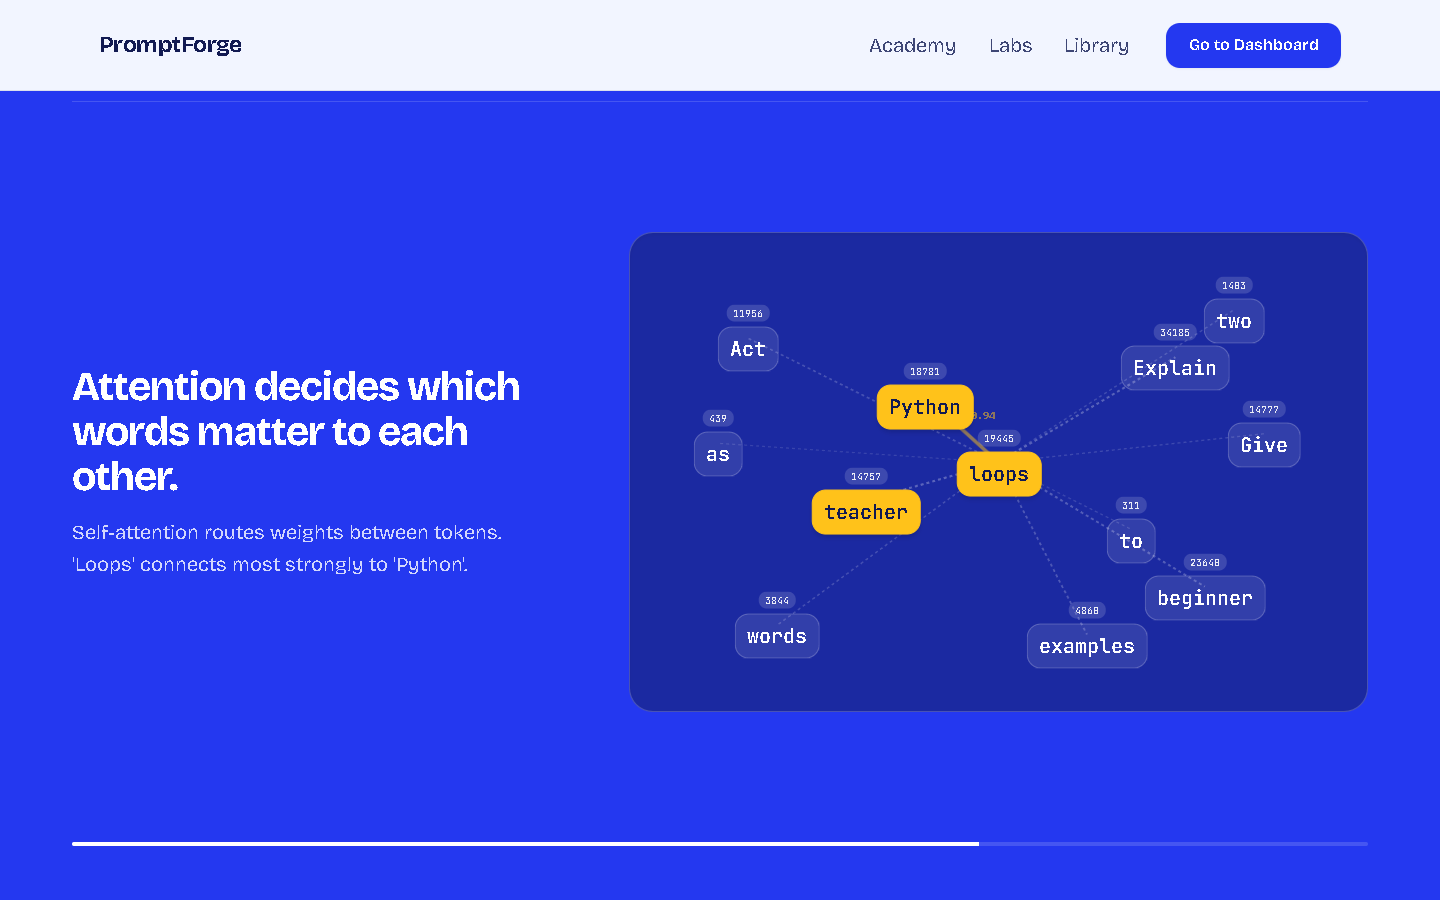 PromptForge
Academy Labs Library Go to Dashboard
Attention decides which
words matter to each
other.
Self-attention routes weights between tokens.
'Loops' connects most strongly to 'Python'.
1483
two
11956
Act
34185
Explain
18781
Python
14777
Give
439
as
19445
loops
14757
teacher
311
to
23648
beginner
3844
words
4868
examples